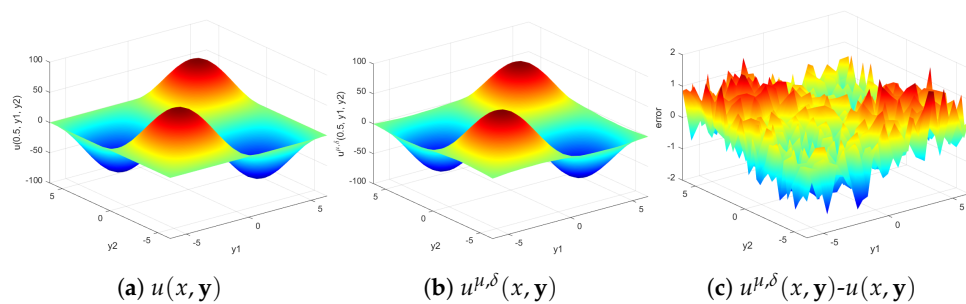 100
50
0
-50
-100
u(0.5, y1, y2)
5
0
-5
y2
-5
0
5
y1
(a) u(x, y)
100
50
0
-50
-100
u^{μ,δ}(0.5, y1, y2)
5
0
-5
y2
-5
0
5
y1
(b) u^{μ,δ}(x, y)
2
1
0
-1
-2
error
5
0
-5
y2
-5
0
5
y1
(c) u^{μ,δ}(x, y)-u(x, y)